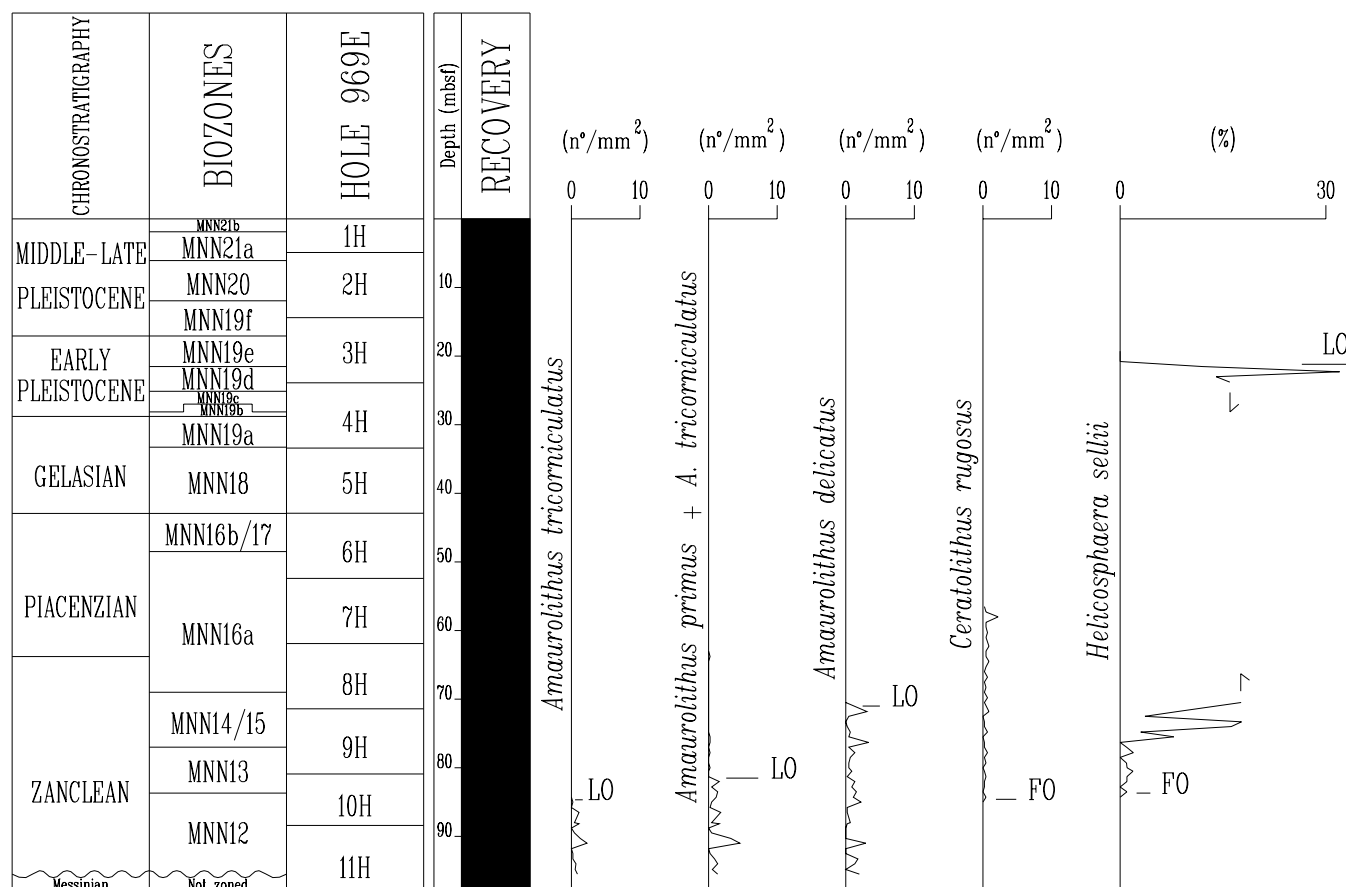 CHRONOSTRATIGRAPHY
BIOZONES
HOLE 969E
Depth (mbsf)
RECOVERY
(n°/mm²) (n°/mm²) (n°/mm²) (n°/mm²) (%)
0 10 0 10 0 10 0 10 0 30
MIDDLE-LATE
PLEISTOCENE
EARLY
PLEISTOCENE
GELASIAN
PIACENZIAN
ZANCLEAN
Messinian
MNN21b
MNN21a
MNN20
MNN19f
MNN19e
MNN19d
MNN19c
MNN19b
MNN19a
MNN18
MNN16b/17
MNN16a
MNN14/15
MNN13
MNN12
Not zoned
1H
2H
3H
4H
5H
6H
7H
8H
9H
10H
11H
10
20
30
40
50
60
70
80
90
Amaurolithus tricorniculatus
LO
Amaurolithus primus + A. tricorniculatus
LO
Amaurolithus delicatus
LO
Ceratolithus rugosus
FO
Helicosphaera sellii
LO
FO